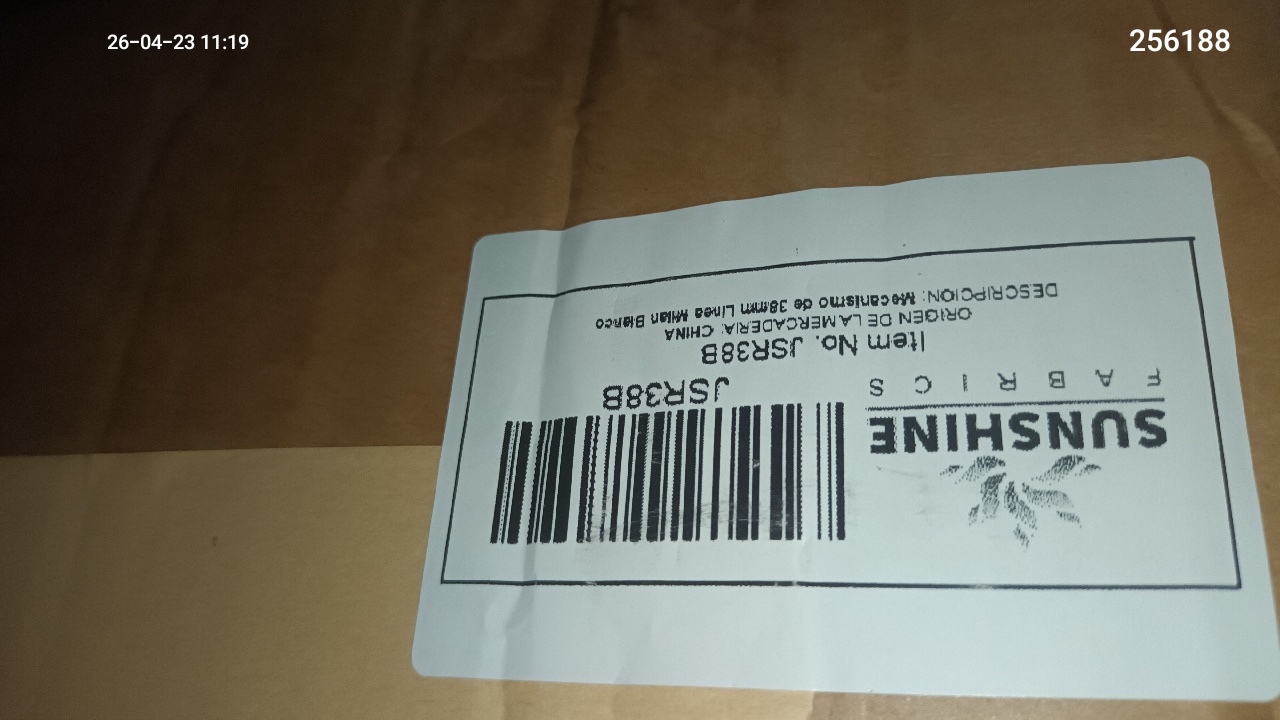 26-04-23 11:19
256188
SUNSHINE
FABRICS
JSR38B
Item No. JSR38B
ORIGEN DE LA MERCADERIA: CHINA
DESCRIPCION: Mecanismo de 38mm Linea Milan Blanco